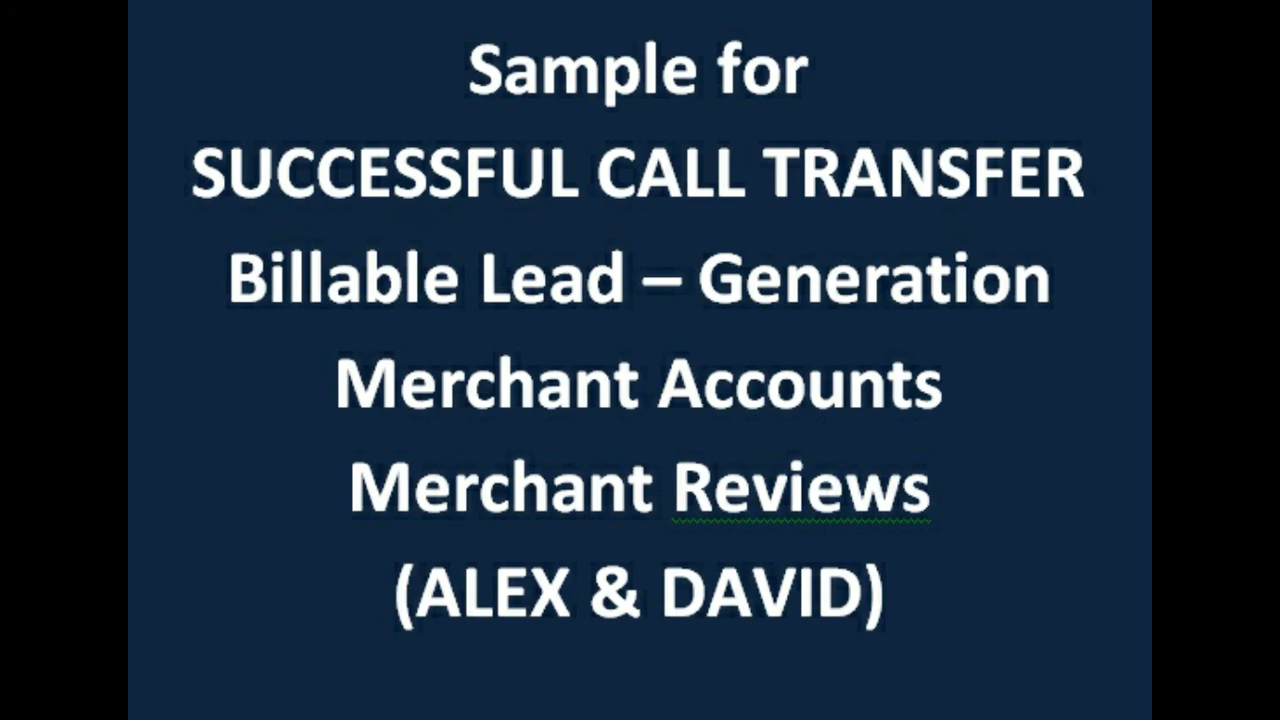 Sample for
SUCCESSFUL CALL TRANSFER
Billable Lead – Generation
Merchant Accounts
Merchant Reviews
(ALEX & DAVID)